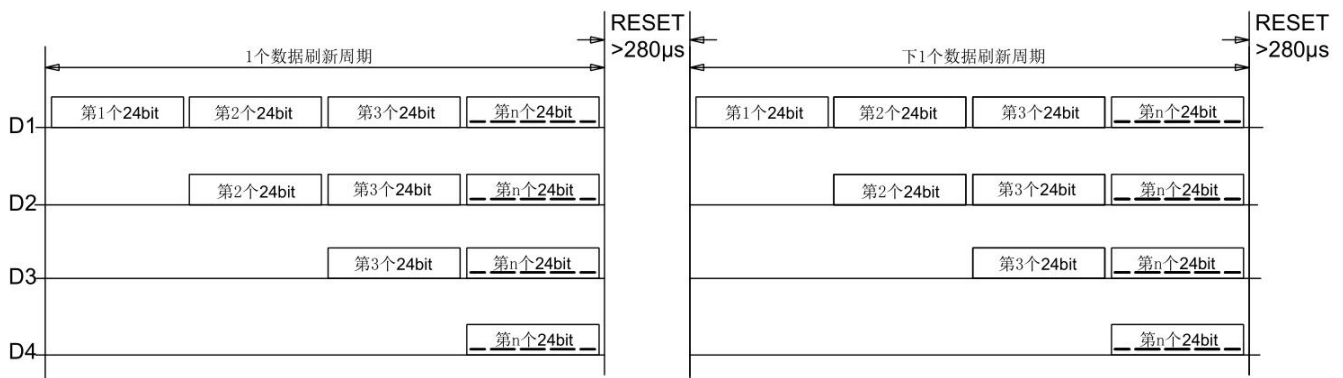 RESET
>280μs
RESET
>280μs
1个数据刷新周期
下1个数据刷新周期
D1
第1个24bit
第2个24bit
第3个24bit
第n个24bit
第1个24bit
第2个24bit
第3个24bit
第n个24bit
D2
第2个24bit
第3个24bit
第n个24bit
第2个24bit
第3个24bit
第n个24bit
D3
第3个24bit
第n个24bit
第3个24bit
第n个24bit
D4
第n个24bit
第n个24bit